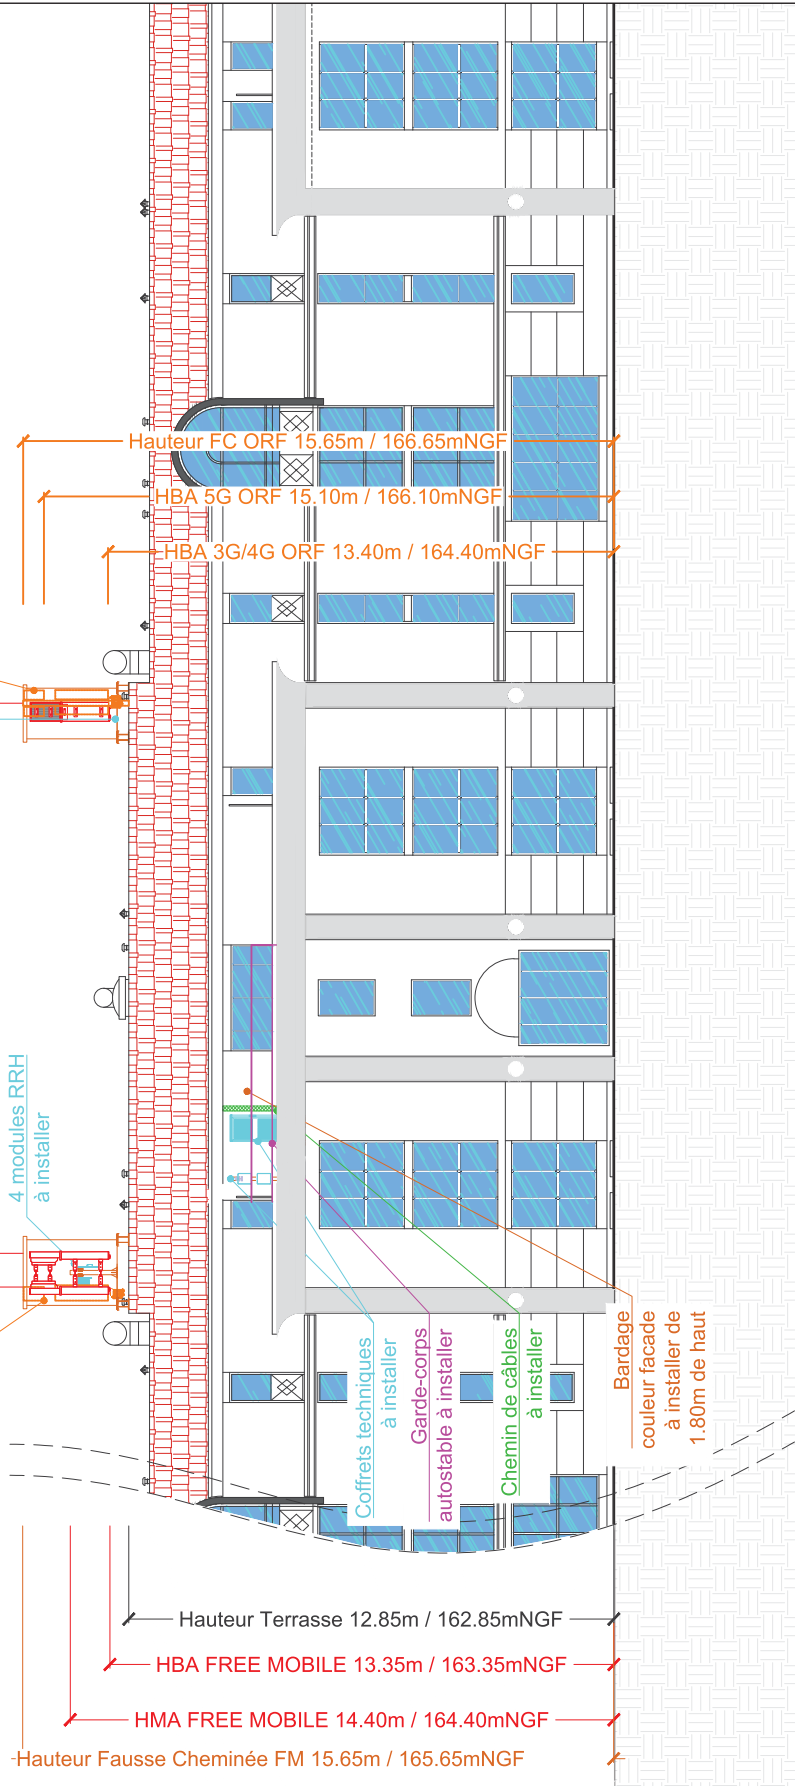 Hauteur FC ORF 15.65m / 166.65mNGF
HBA 5G ORF 15.10m / 166.10mNGF
HBA 3G/4G ORF 13.40m / 164.40mNGF
4 modules RRH
à installer
Coffrets techniques
à installer
Garde-corps
autostable à installer
Chemin de câbles
à installer
Bardage
couleur facade
à installer de
1.80m de haut
Hauteur Terrasse 12.85m / 162.85mNGF
HBA FREE MOBILE 13.35m / 163.35mNGF
HMA FREE MOBILE 14.40m / 164.40mNGF
Hauteur Fausse Cheminée FM 15.65m / 165.65mNGF